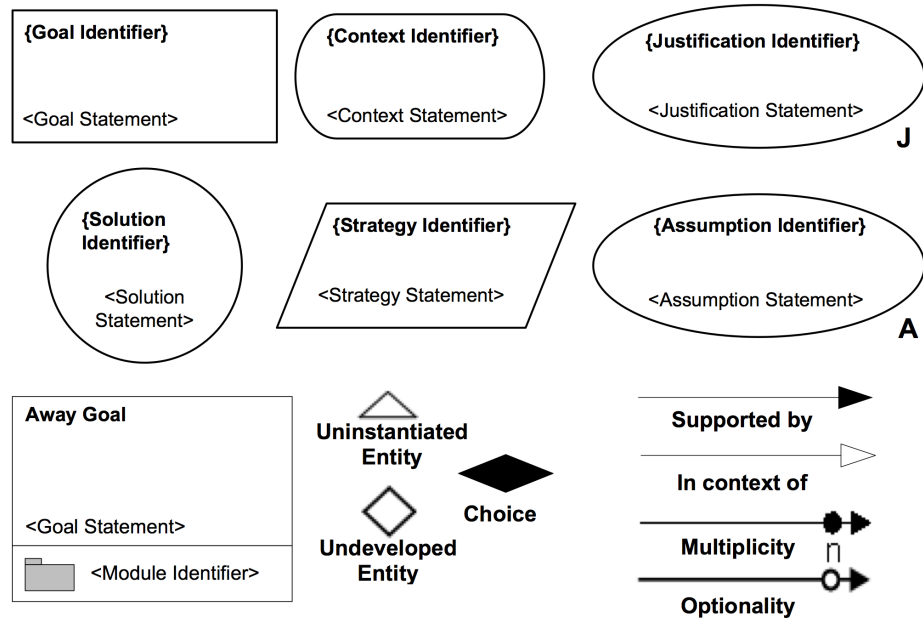 {Goal Identifier}
<Goal Statement>
{Context Identifier}
<Context Statement>
{Justification Identifier}
<Justification Statement>
J
{Solution
Identifier}
<Solution
Statement>
{Strategy Identifier}
<Strategy Statement>
{Assumption Identifier}
<Assumption Statement>
A
Away Goal
<Goal Statement>
<Module Identifier>
Uninstantiated
Entity
Undeveloped
Entity
Choice
Supported by
In context of
Multiplicity
n
Optionality